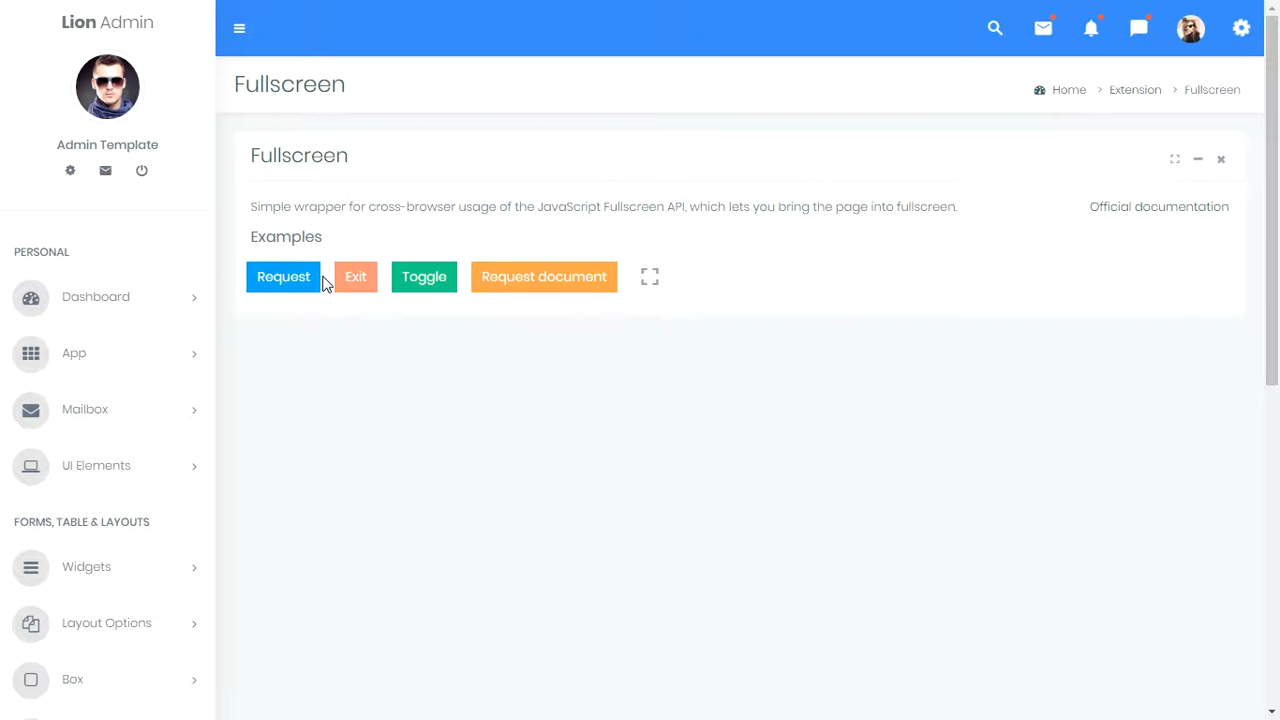 Lion Admin
Admin Template
PERSONAL
Dashboard
App
Mailbox
UI Elements
FORMS, TABLE & LAYOUTS
Widgets
Layout Options
Box
Fullscreen
Home > Extension > Fullscreen
Fullscreen
Simple wrapper for cross-browser usage of the JavaScript Fullscreen API, which lets you bring the page into fullscreen.
Official documentation
Examples
Request Exit Toggle Request document